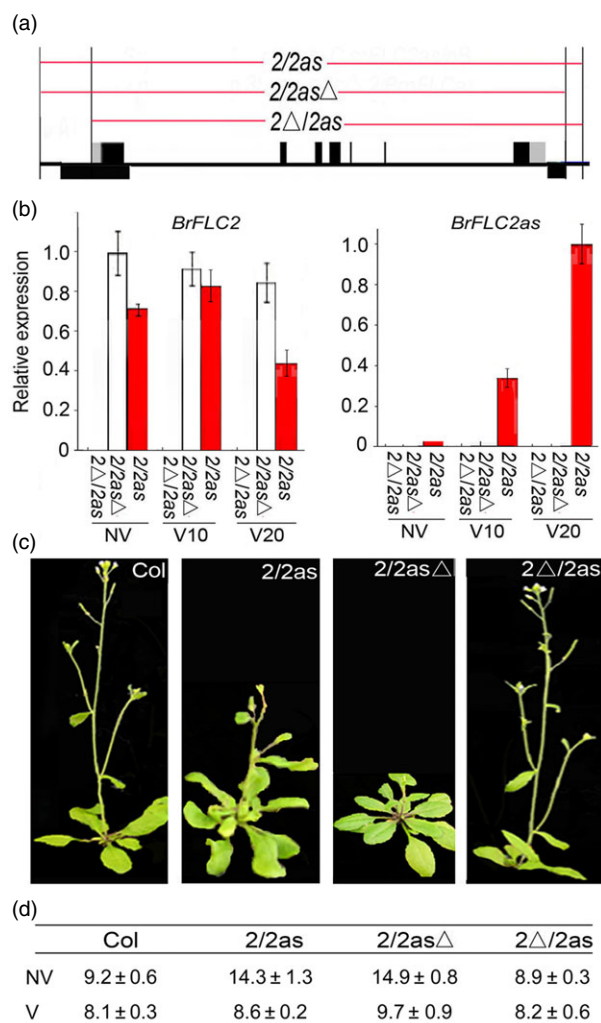 (a)
2/2as
2/2as△
2△/2as
(b)
BrFLC2
BrFLC2as
Relative expression
1.0
0.8
0.6
0.4
0.2
0
2△/2as
2/2as△
2/2as
2△/2as
2/2as△
2/2as
2△/2as
2/2as△
2/2as
NV
V10
V20
1.0
0.8
0.6
0.4
0.2
0
2△/2as
2/2as△
2/2as
2△/2as
2/2as△
2/2as
2△/2as
2/2as△
2/2as
NV
V10
V20
(c)
Col
2/2as
2/2as△
2△/2as
(d)
Col 2/2as 2/2as△ 2△/2as
NV 9.2 ± 0.6 14.3 ± 1.3 14.9 ± 0.8 8.9 ± 0.3
V 8.1 ± 0.3 8.6 ± 0.2 9.7 ± 0.9 8.2 ± 0.6